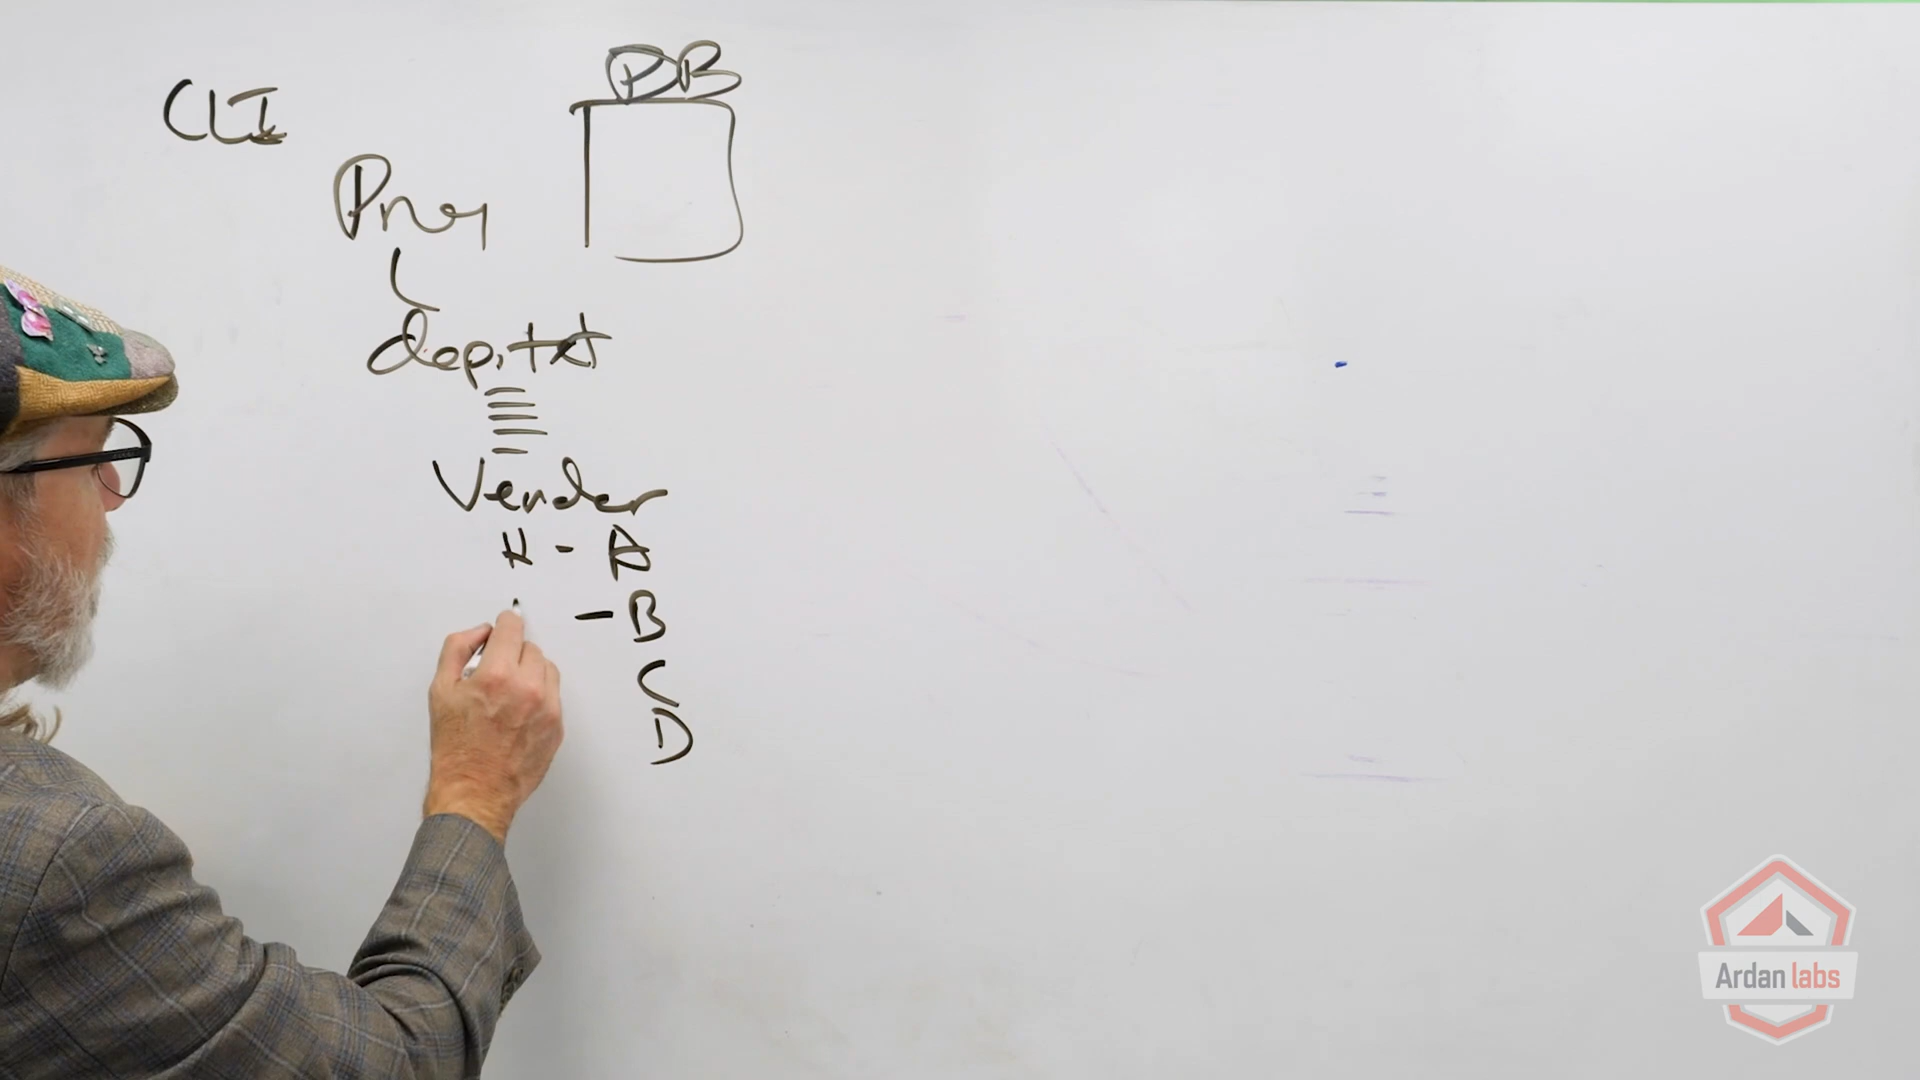 CLI
DB
Proj
dep.txt
Vendor
# - A
- B
C
D
Ardan labs